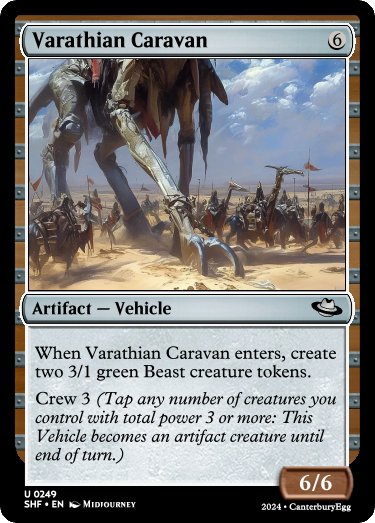 Varathian Caravan 6
Artifact — Vehicle
When Varathian Caravan enters, create
two 3/1 green Beast creature tokens.
Crew 3 (Tap any number of creatures you
control with total power 3 or more: This
Vehicle becomes an artifact creature until
end of turn.)
6/6
U 0249
SHF • EN Midjourney
2024 • CanterburyEgg